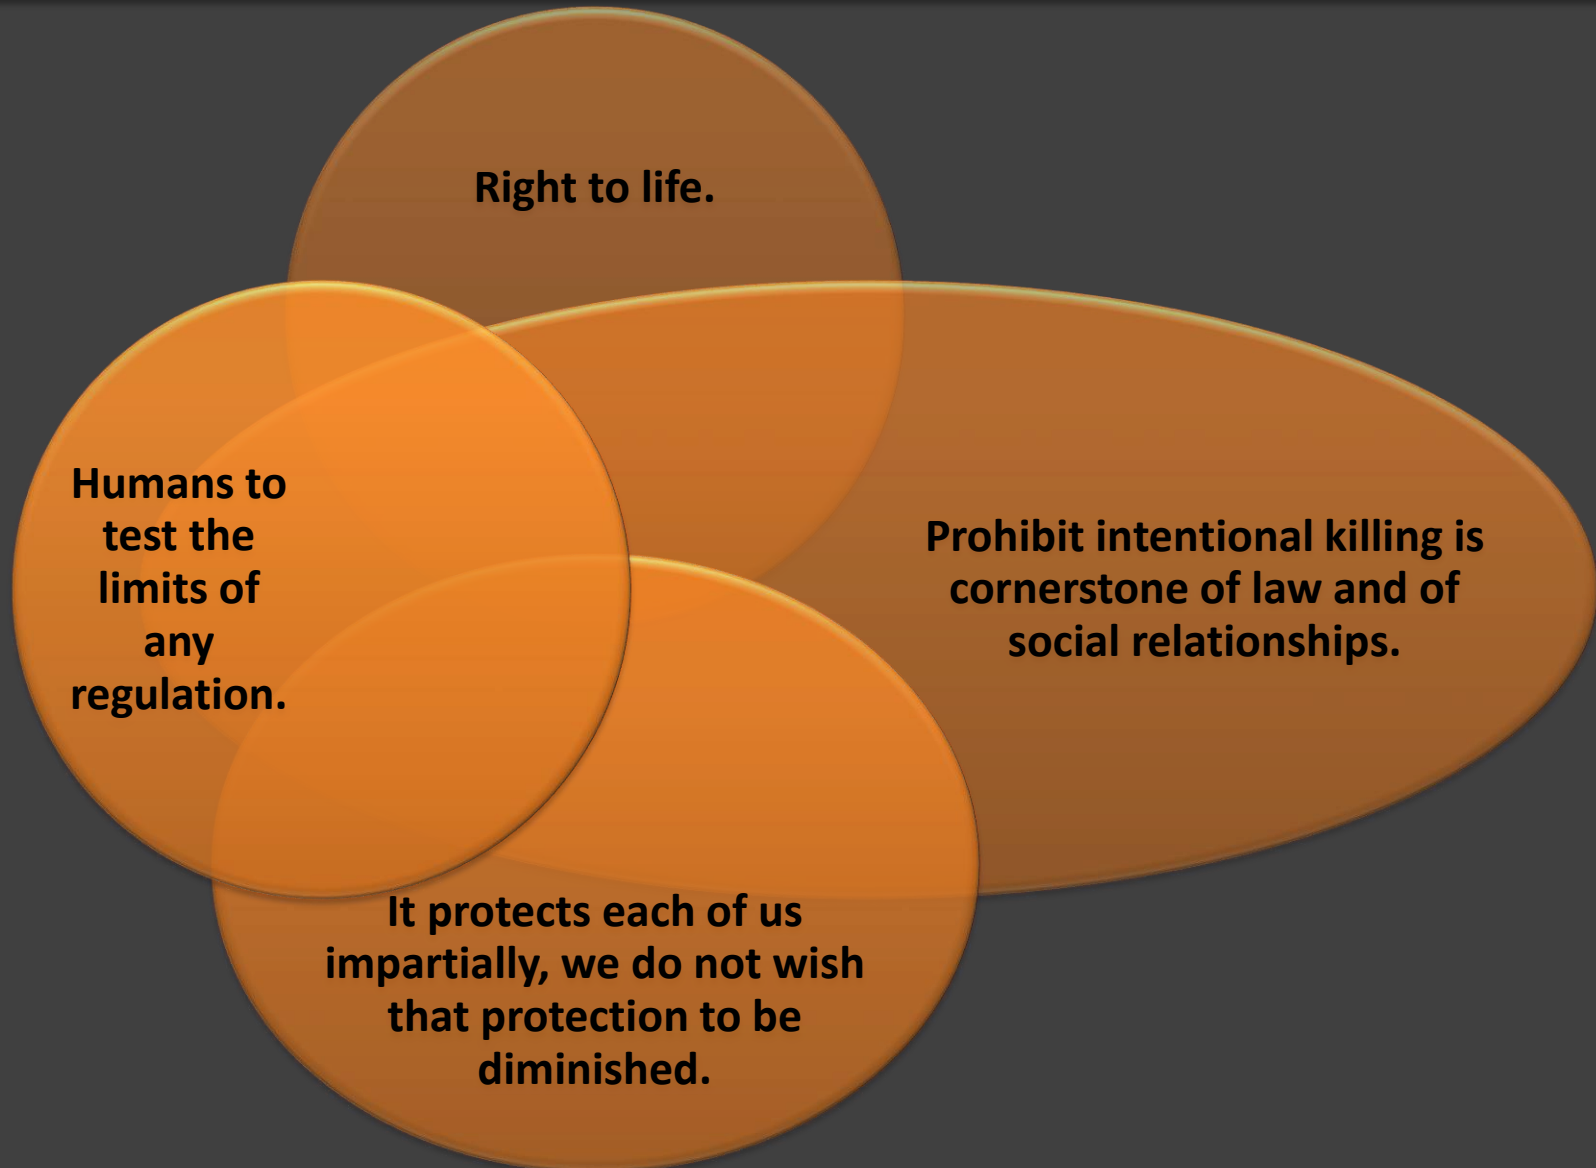 Right to life.
Humans to
test the
limits of
any
regulation.
Prohibit intentional killing is
cornerstone of law and of
social relationships.
It protects each of us
impartially, we do not wish
that protection to be
diminished.